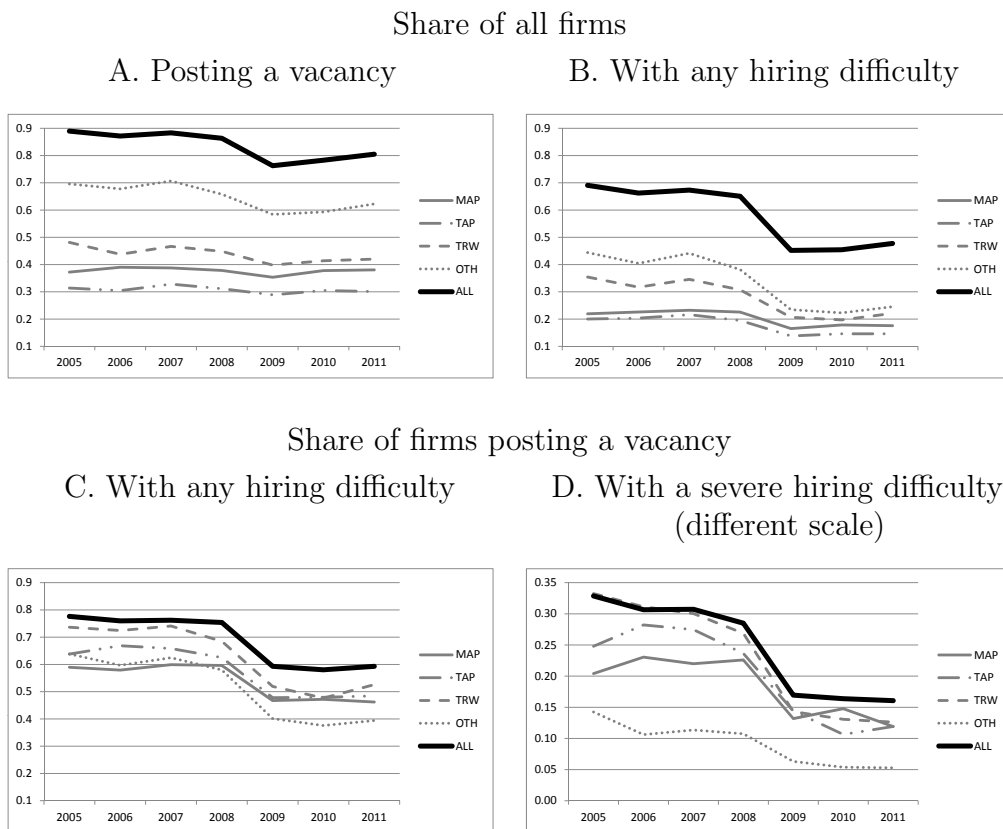 Share of all firms
A. Posting a vacancy
B. With any hiring difficulty
0.9
0.8
0.7
0.6
0.5
0.4
0.3
0.2
0.1
2005 2006 2007 2008 2009 2010 2011
MAP
TAP
TRW
OTH
ALL
0.9
0.8
0.7
0.6
0.5
0.4
0.3
0.2
0.1
2005 2006 2007 2008 2009 2010 2011
MAP
TAP
TRW
OTH
ALL
Share of firms posting a vacancy
C. With any hiring difficulty
D. With a severe hiring difficulty
(different scale)
0.9
0.8
0.7
0.6
0.5
0.4
0.3
0.2
0.1
2005 2006 2007 2008 2009 2010 2011
MAP
TAP
TRW
OTH
ALL
0.35
0.30
0.25
0.20
0.15
0.10
0.05
0.00
2005 2006 2007 2008 2009 2010 2011
MAP
TAP
TRW
OTH
ALL